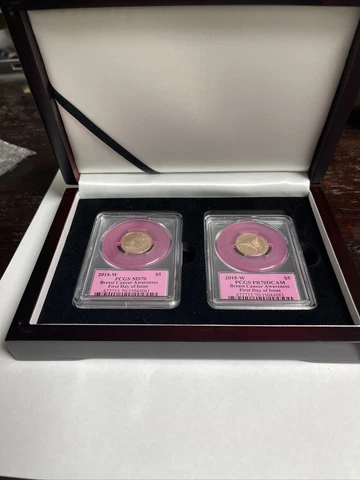 2018-W $5
PCGS MS70
Breast Cancer Awareness
First Day of Issue
2018-W $5
PCGS PR70DCAM
Breast Cancer Awareness
First Day of Issue